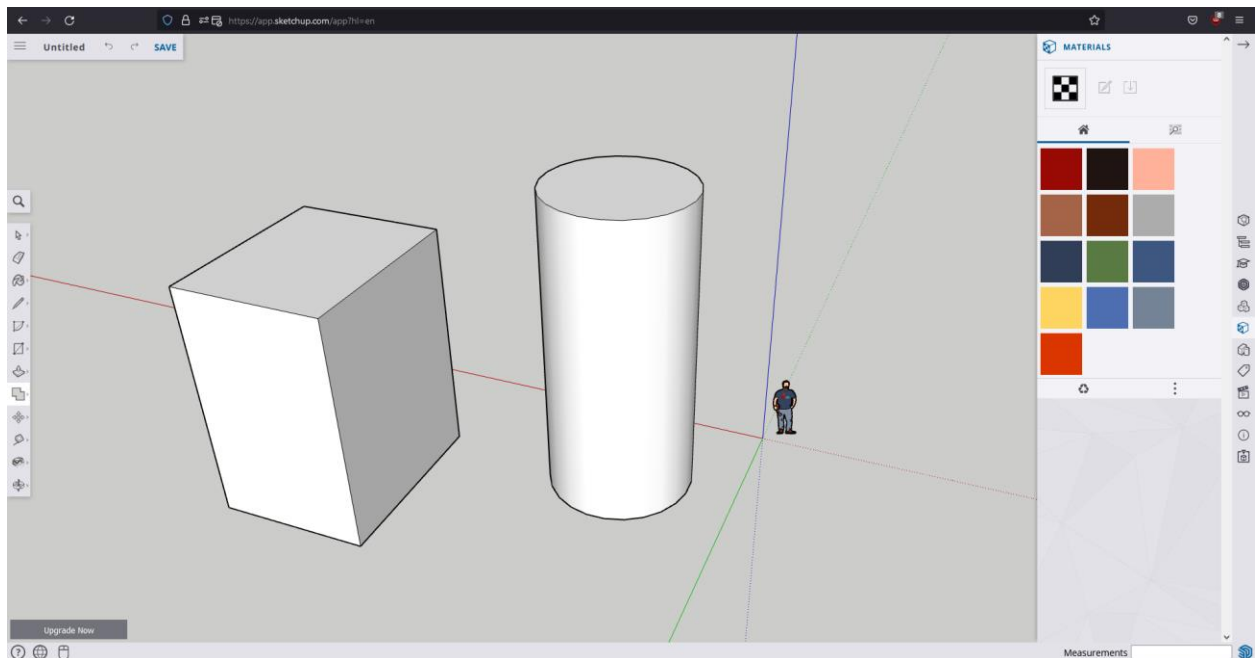 https://app.sketchup.com/app?hl=en
Untitled SAVE
MATERIALS
Upgrade Now
Measurements